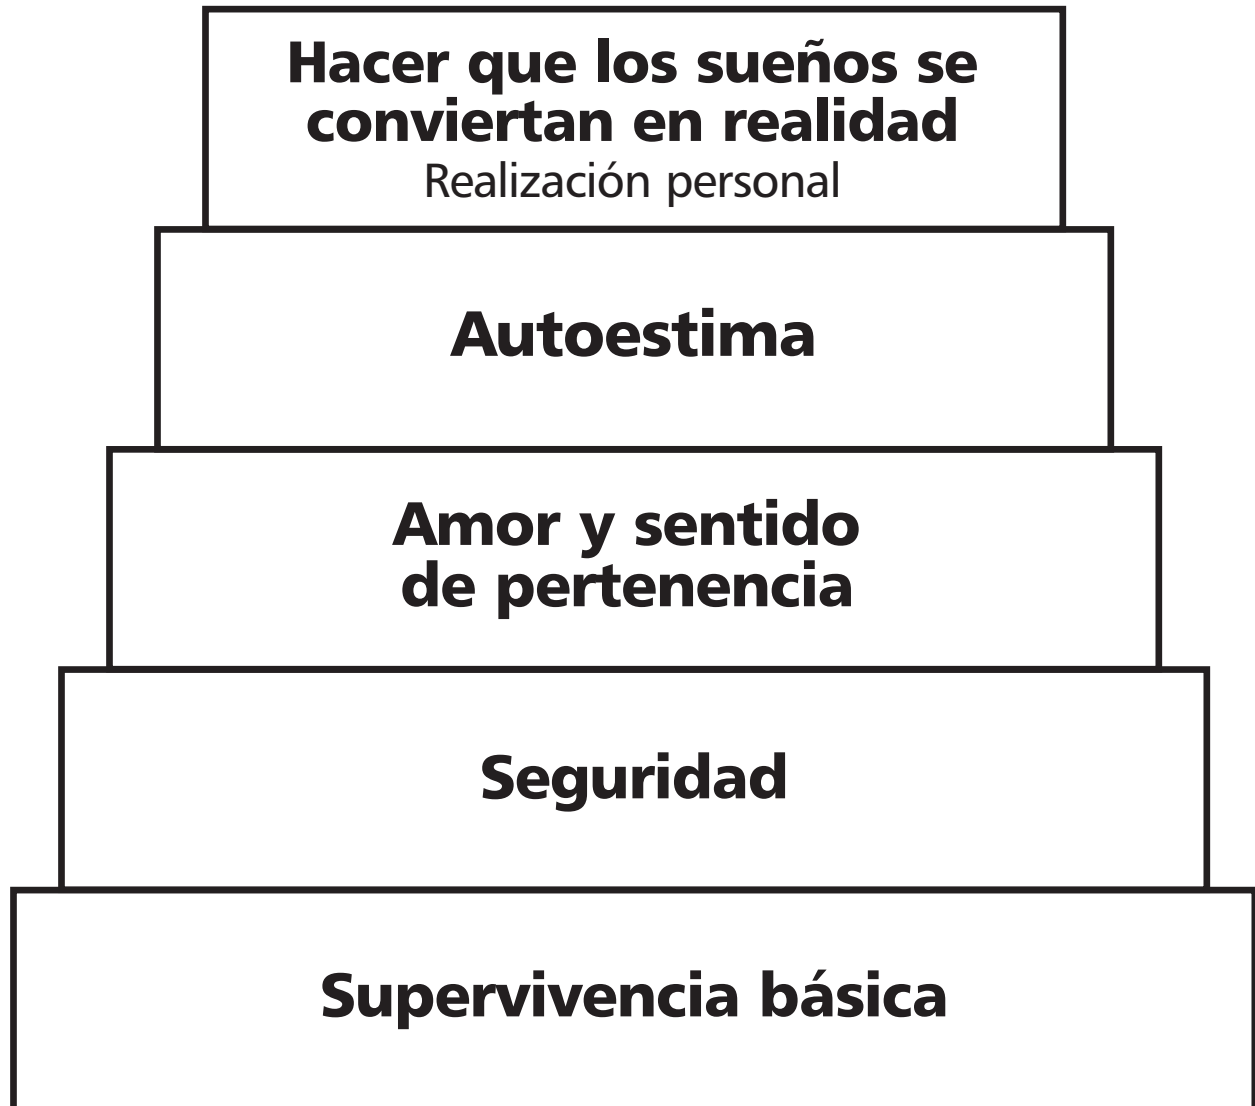 Hacer que los sueños se
conviertan en realidad
Realización personal
Autoestima
Amor y sentido
de pertenencia
Seguridad
Supervivencia básica